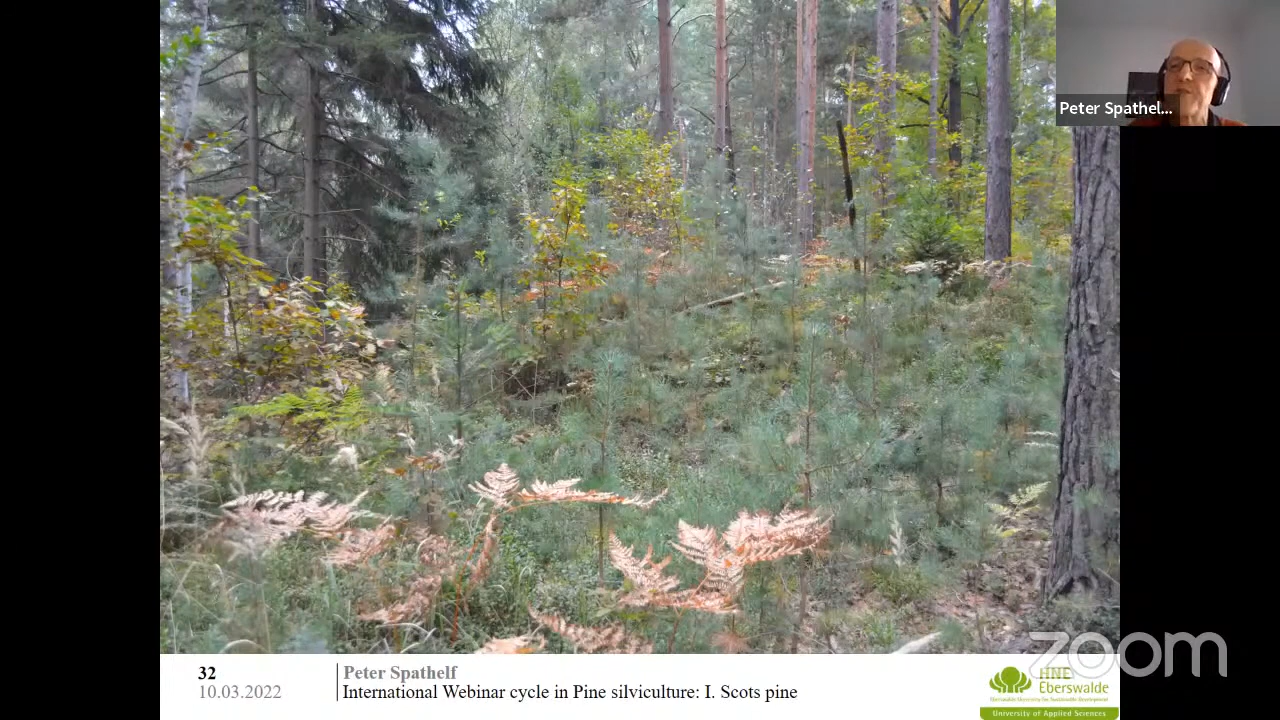 Peter Spathel...
32
Peter Spathelf
10.03.2022
International Webinar cycle in Pine silviculture: I. Scots pine
HNE
Eberswalde
University of Applied Sciences
zoom